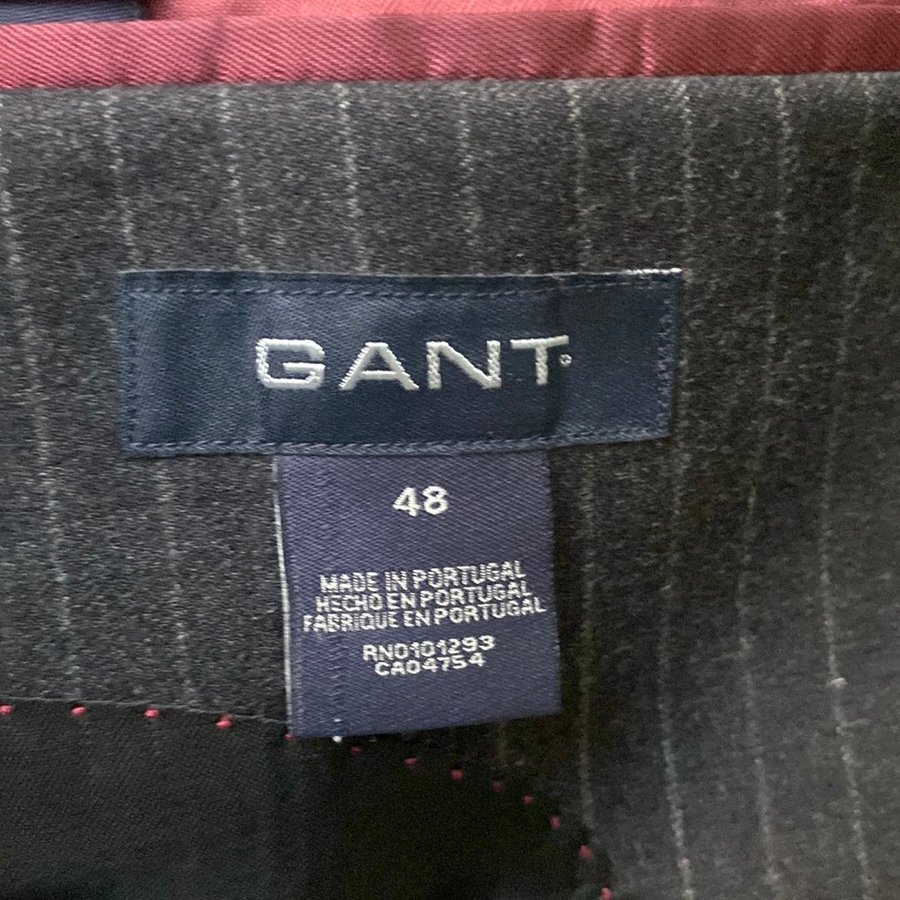 GANT
48
MADE IN PORTUGAL
HECHO EN PORTUGAL
FABRIQUE EN PORTUGAL
RN0101293
CA04754